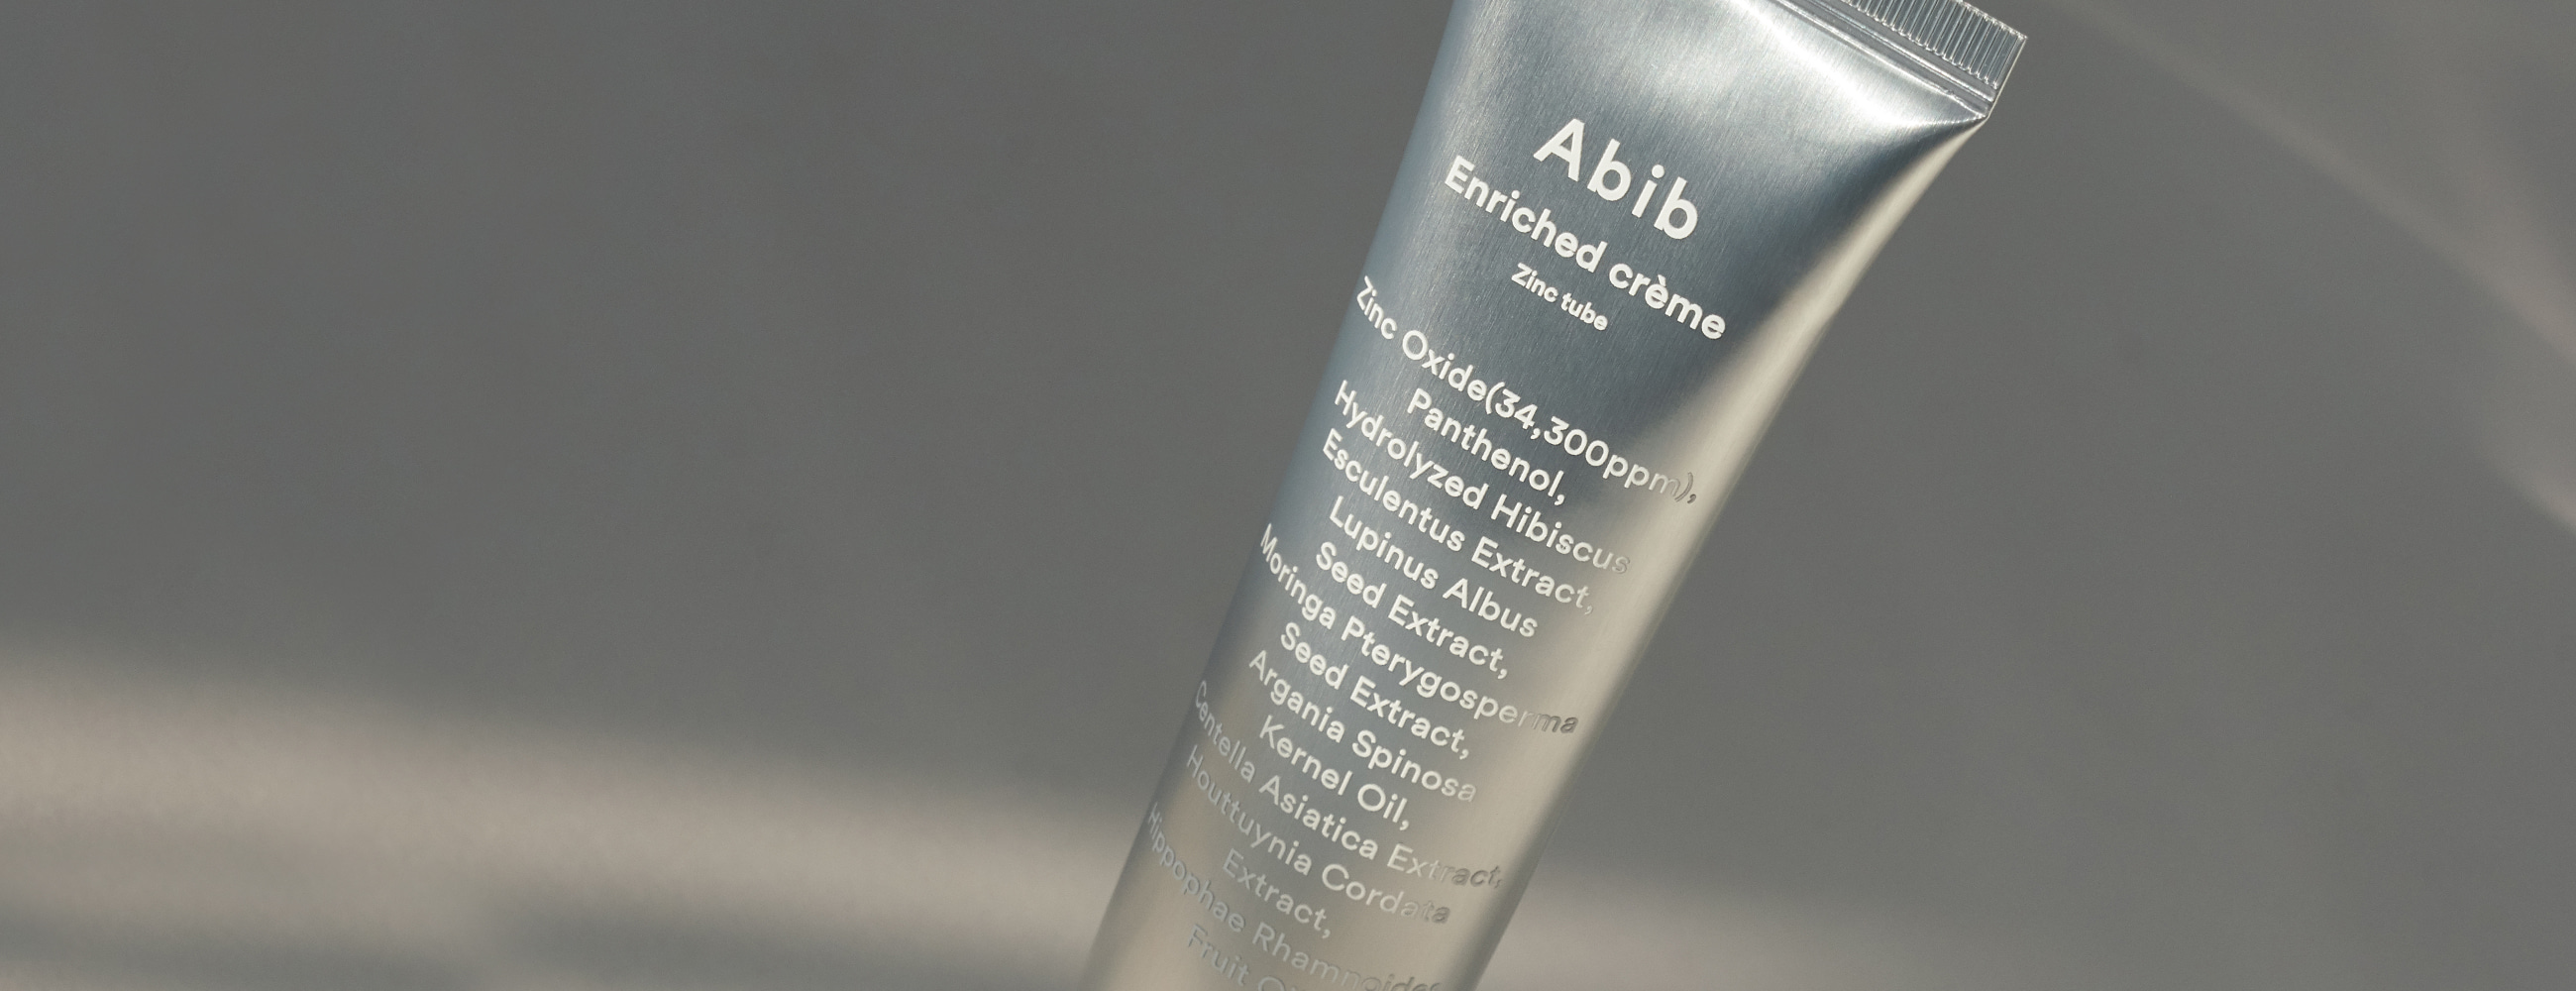 Abib
Enriched crème
Zinc tube
Zinc Oxide(34,300ppm),
Panthenol,
Hydrolyzed Hibiscus
Esculentus Extract,
Lupinus Albus
Seed Extract,
Moringa Pterygosperma
Seed Extract,
Argania Spinosa
Kernel Oil,
Centella Asiatica Extract,
Houttuynia Cordata
Extract,
Hippophae Rhamnoides
Fruit